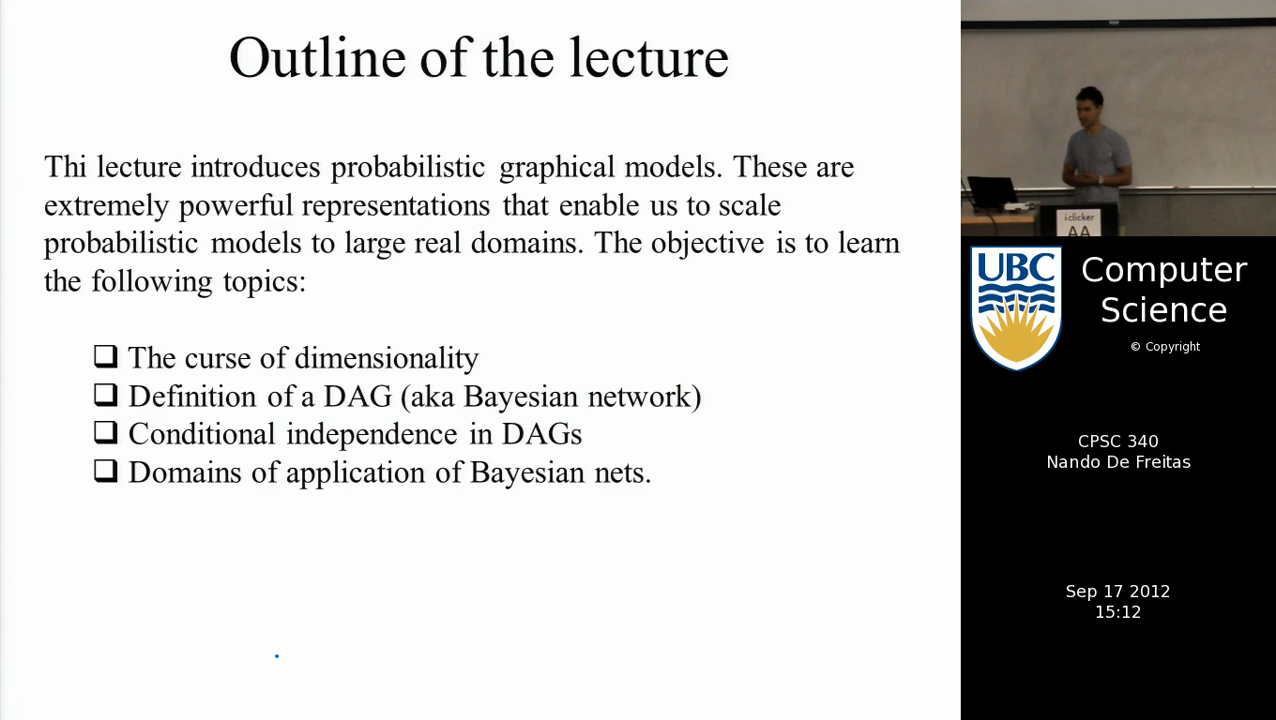 Outline of the lecture
Thi lecture introduces probabilistic graphical models. These are
extremely powerful representations that enable us to scale
probabilistic models to large real domains. The objective is to learn
the following topics:
❑ The curse of dimensionality
❑ Definition of a DAG (aka Bayesian network)
❑ Conditional independence in DAGs
❑ Domains of application of Bayesian nets.
i-clicker
AA
UBC
Computer
Science
© Copyright
CPSC 340
Nando De Freitas
Sep 17 2012
15:12